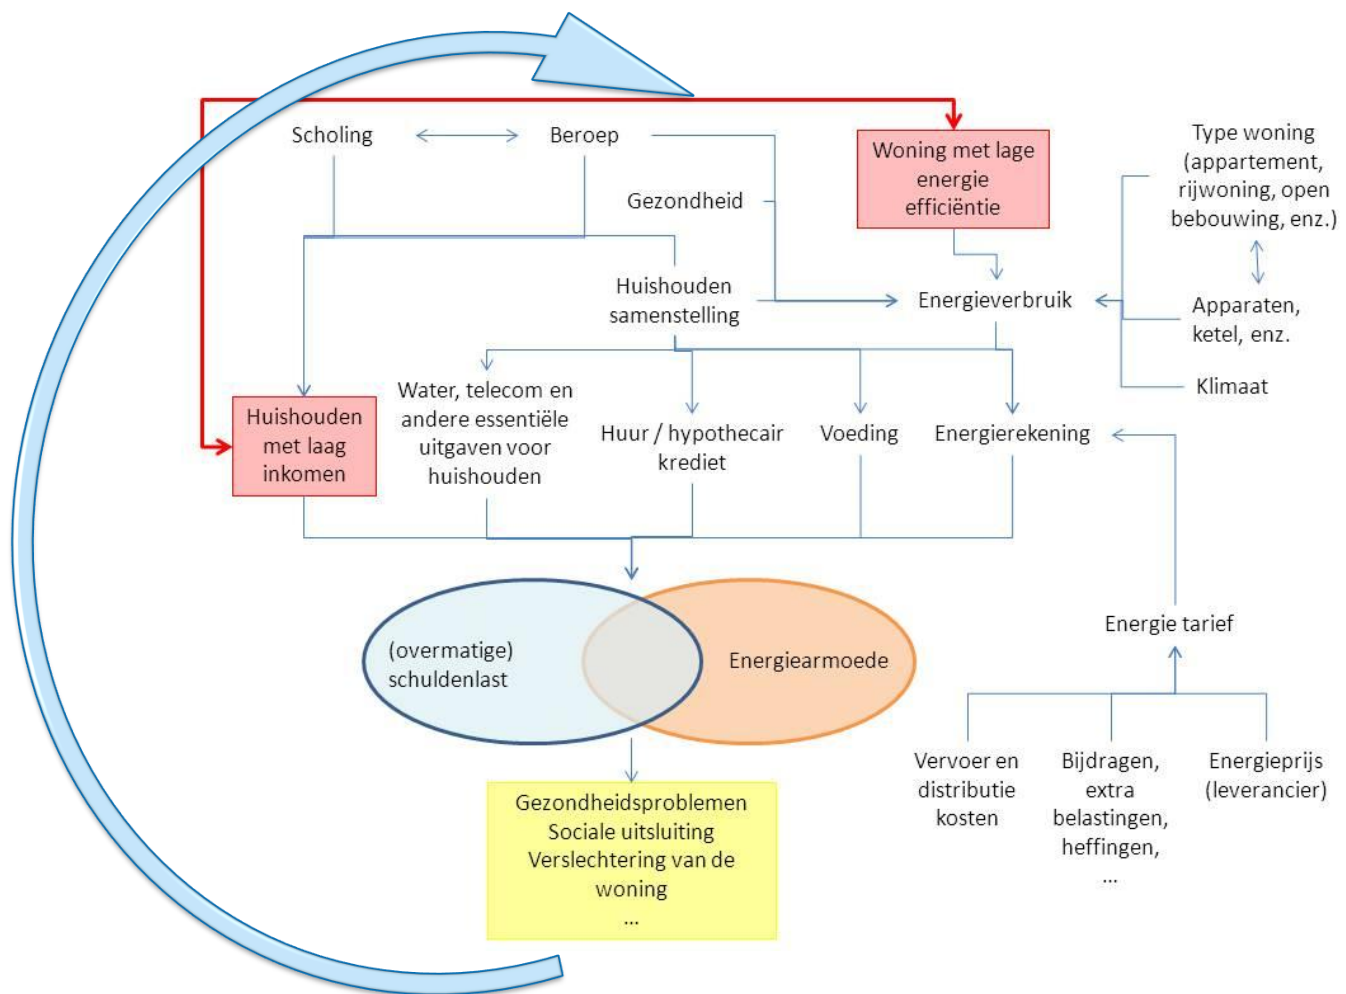 Scholing
Beroep
Woning met lage
energie
efficiëntie
Type woning
(appartement,
rijwoning, open
bebouwing, enz.)
Gezondheid
Huishouden
samenstelling
Energieverbruik
Apparaten,
ketel, enz.
Klimaat
Huishouden
met laag
inkomen
Water, telecom en
andere essentiële
uitgaven voor
huishouden
Huur / hypothecair
krediet
Voeding
Energierekening
(overmatige)
schuldenlast
Energiearmoede
Energie tarief
Vervoer en
distributie
kosten
Bijdragen,
extra
belastingen,
heffingen,
...
Energieprijs
(leverancier)
Gezondheidsproblemen
Sociale uitsluiting
Verslechtering van de
woning
...